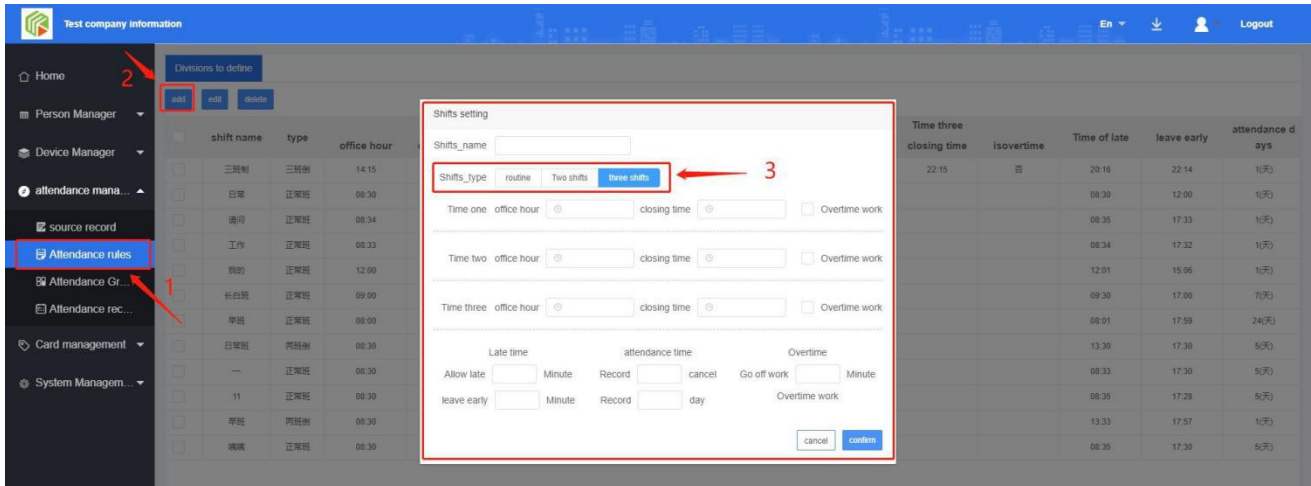 Test company information
En
Logout
Home
Person Manager
Device Manager
attendance mana...
source record
Attendance rules
Attendance Gr...
Attendance rec...
Card management
System Managem...
1
2
Divisions to define
add edit delete
shift name type office hour Time three closing time isovertime Time of late leave early attendance d
ays
三班倒 三班倒 14:15 22:15 否 20:16 22:14 1(天)
日常 正常班 08:30 08:30 12:00 1(天)
请问 正常班 08:34 08:35 17:33 1(天)
工作 正常班 08:33 08:34 17:32 1(天)
我的 正常班 12:00 12:01 15:06 1(天)
长白班 正常班 09:00 09:30 17:00 7(天)
早班 正常班 08:00 08:01 17:59 24(天)
日常班 两班倒 08:30 13:30 17:30 5(天)
一 正常班 08:30 08:33 17:30 5(天)
11 正常班 08:30 08:35 17:28 5(天)
早班 两班倒 08:30 13:33 17:57 1(天)
正常班 08:30 08:35 17:30 5(天)
Shifts setting
Shifts_name
Shifts_type routine Two shifts three shifts
3
Time one office hour closing time Overtime work
Time two office hour closing time Overtime work
Time three office hour closing time Overtime work
Late time attendance time Overtime
Allow late Minute Record cancel Go off work Minute
leave early Minute Record day Overtime work
cancel confirm